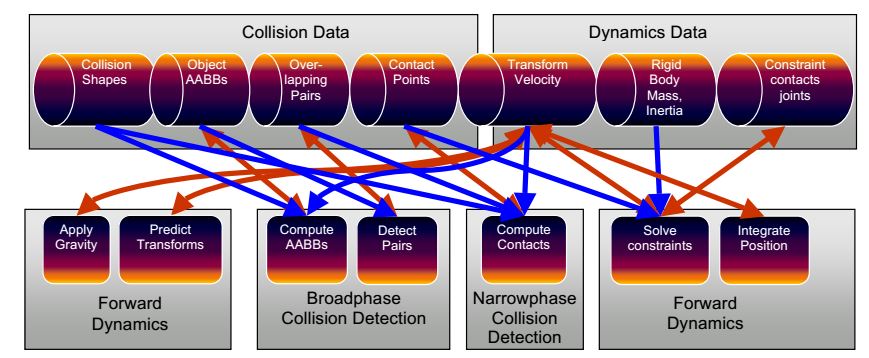 Collision Data
Dynamics Data
Collision
Shapes
Object
AABBs
Over-
lapping
Pairs
Contact
Points
Transform
Velocity
Rigid
Body
Mass,
Inertia
Constraint
contacts
joints
Apply
Gravity
Predict
Transforms
Compute
AABBs
Detect
Pairs
Compute
Contacts
Solve
constraints
Integrate
Position
Forward
Dynamics
Broadphase
Collision Detection
Narrowphase
Collision
Detection
Forward
Dynamics